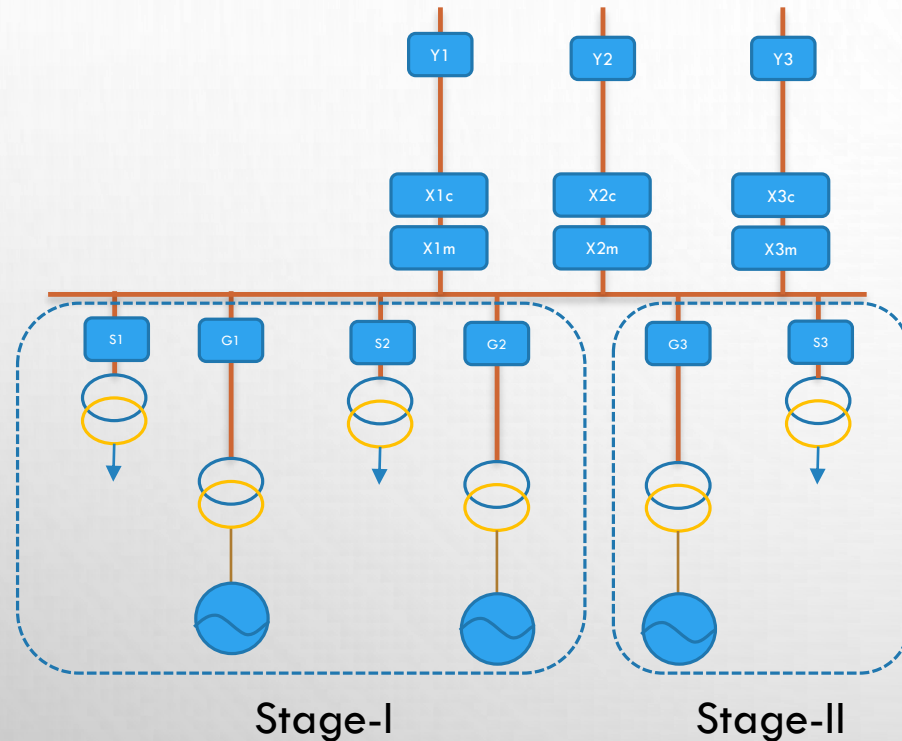 Y1
Y2
Y3
X1c
X2c
X3c
X1m
X2m
X3m
S1
G1
S2
G2
G3
S3
Stage-I
Stage-II